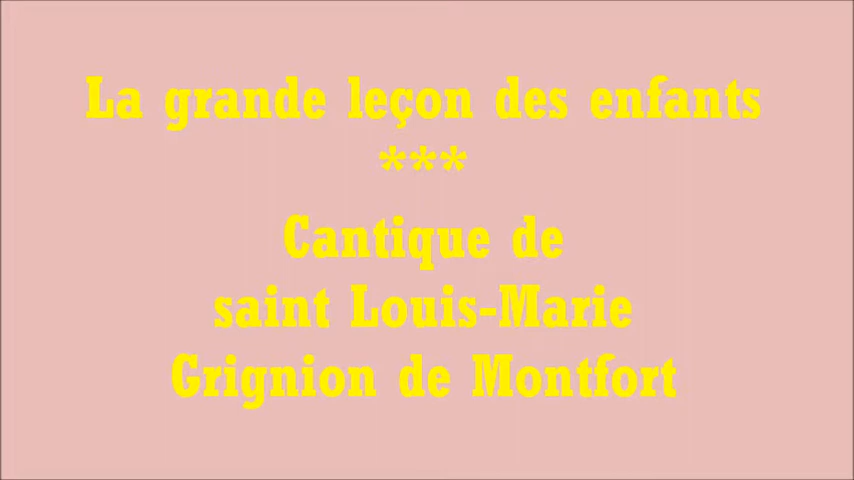 La grande leçon des enfants
***
Cantique de
saint Louis-Marie
Grignion de Montfort